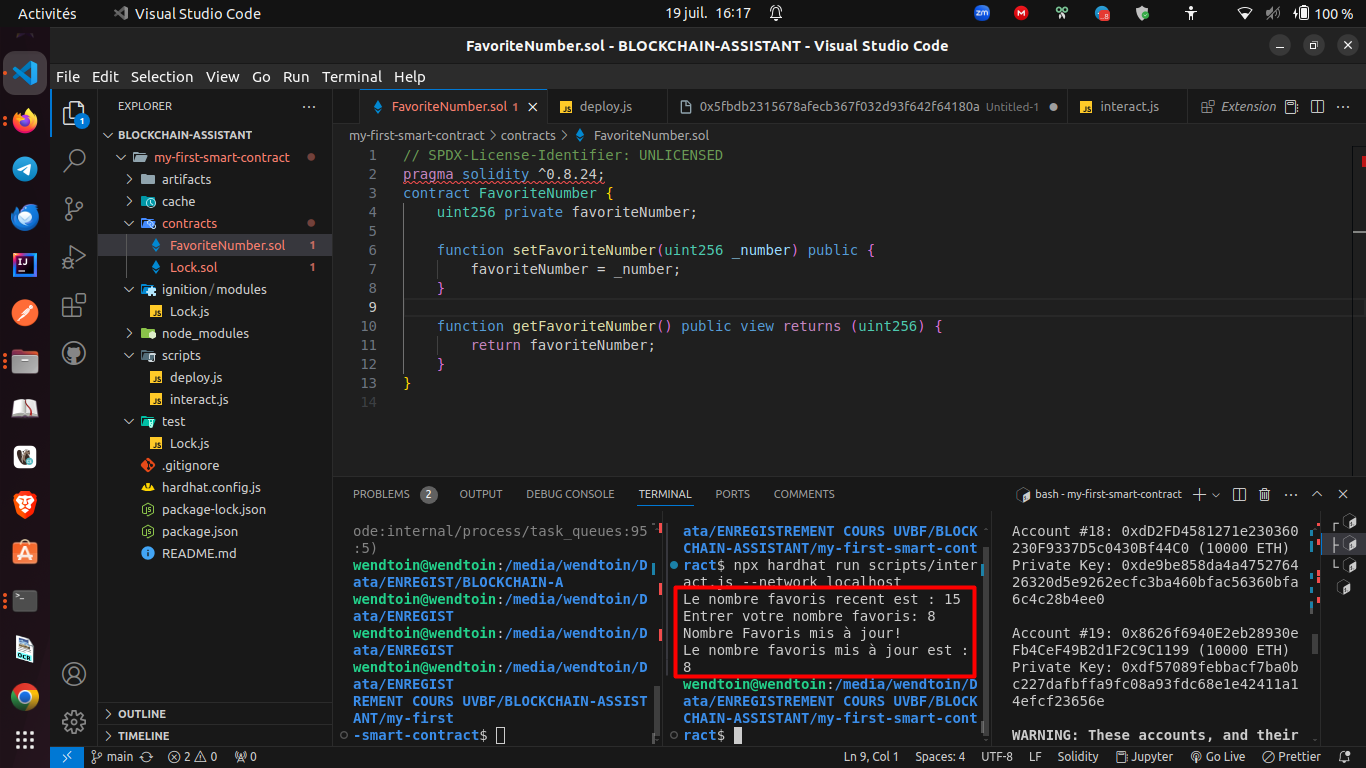 Activités
Visual Studio Code
19 juil. 16:17
zm
100 %
FavoriteNumber.sol - BLOCKCHAIN-ASSISTANT - Visual Studio Code
File Edit Selection View Go Run Terminal Help
EXPLORER
FavoriteNumber.sol 1
deploy.js
0x5fbdb2315678afecb367f032d93f642f64180a Untitled-1
interact.js
Extension
BLOCKCHAIN-ASSISTANT
my-first-smart-contract
artifacts
cache
contracts
FavoriteNumber.sol 1
Lock.sol 1
ignition / modules
Lock.js
node_modules
scripts
deploy.js
interact.js
test
Lock.js
.gitignore
hardhat.config.js
package-lock.json
package.json
README.md
OUTLINE
TIMELINE
my-first-smart-contract > contracts > FavoriteNumber.sol
1 // SPDX-License-Identifier: UNLICENSED
2 pragma solidity ^0.8.24;
3 contract FavoriteNumber {
4 uint256 private favoriteNumber;
5
6 function setFavoriteNumber(uint256 _number) public {
7 favoriteNumber = _number;
8 }
9
10 function getFavoriteNumber() public view returns (uint256) {
11 return favoriteNumber;
12 }
13 }
14
PROBLEMS 2 OUTPUT DEBUG CONSOLE TERMINAL PORTS COMMENTS
bash - my-first-smart-contract
ode:internal/process/task_queues:95
:5)
wendtoin@wendtoin:/media/wendtoin/D
ata/ENREGIST/BLOCKCHAIN-A
wendtoin@wendtoin:/media/wendtoin/D
ata/ENREGIST
wendtoin@wendtoin:/media/wendtoin/D
ata/ENREGIST
wendtoin@wendtoin:/media/wendtoin/D
ata/ENREGIST
REMENT COURS UVBF/BLOCKCHAIN-ASSIST
ANT/my-first
-smart-contract$
ata/ENREGISTREMENT COURS UVBF/BLOCK
CHAIN-ASSISTANT/my-first-smart-cont
ract$ npx hardhat run scripts/inter
act.js --network localhost
Le nombre favoris recent est : 15
Entrer votre nombre favoris: 8
Nombre Favoris mis à jour!
Le nombre favoris mis à jour est :
8
wendtoin@wendtoin:/media/wendtoin/D
ata/ENREGISTREMENT COURS UVBF/BLOCK
CHAIN-ASSISTANT/my-first-smart-cont
ract$
Account #18: 0xdD2FD4581271e230360
230F9337D5c0430Bf44C0 (10000 ETH)
Private Key: 0xde9be858da4a4752764
26320d5e9262ecfc3ba460bfac56360bfa
6c4c28b4ee0
Account #19: 0x8626f6940E2eb28930e
Fb4CeF49B2d1F2C9C1199 (10000 ETH)
Private Key: 0xdf57089febbacf7ba0b
c227dafbffa9fc08a93fdc68e1e42411a1
4efcf23656e
WARNING: These accounts, and their
main
2 0
0
Ln 9, Col 1 Spaces: 4 UTF-8 LF Solidity Jupyter Go Live Prettier